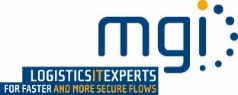 mgi
LOGISTICSITEXPERTS
FOR FASTER AND MORE SECURE FLOWS